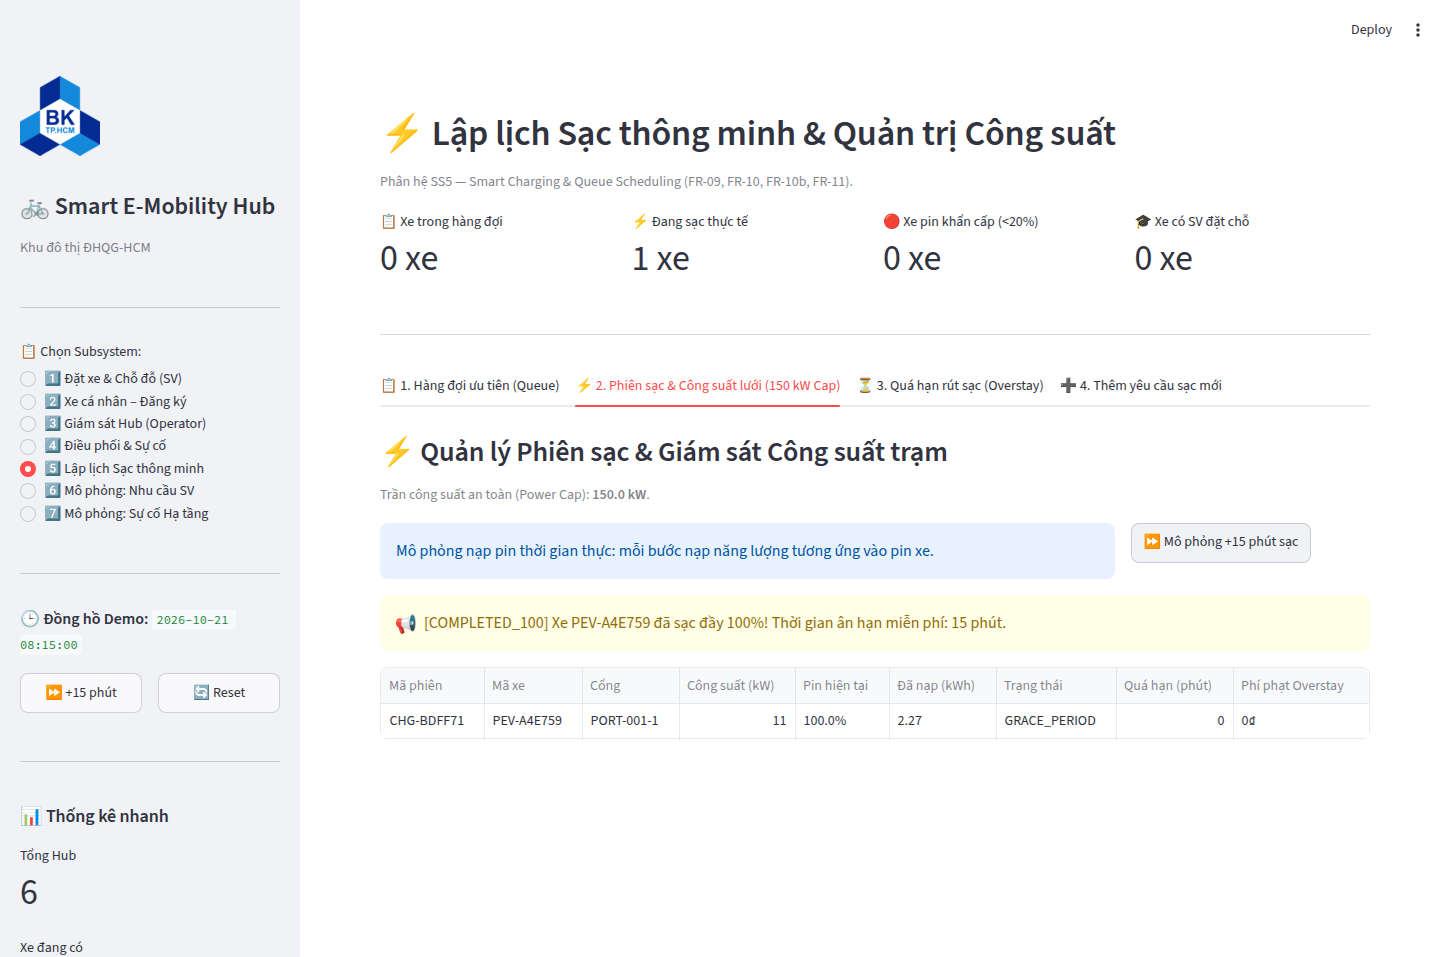 Deploy
BK
TP.HCM
Smart E-Mobility Hub
Khu đô thị ĐHQG-HCM
Chọn Subsystem:
1 Đặt xe & Chỗ đỗ (SV)
2 Xe cá nhân – Đăng ký
3 Giám sát Hub (Operator)
4 Điều phối & Sự cố
5 Lập lịch Sạc thông minh
6 Mô phỏng: Nhu cầu SV
7 Mô phỏng: Sự cố Hạ tầng
Đồng hồ Demo: 2026-10-21
08:15:00
+15 phút
Reset
Thống kê nhanh
Tổng Hub
6
Xe đang có
Lập lịch Sạc thông minh & Quản trị Công suất
Phân hệ SS5 — Smart Charging & Queue Scheduling (FR-09, FR-10, FR-10b, FR-11).
Xe trong hàng đợi
0 xe
Đang sạc thực tế
1 xe
Xe pin khẩn cấp (<20%)
0 xe
Xe có SV đặt chỗ
0 xe
1. Hàng đợi ưu tiên (Queue)
2. Phiên sạc & Công suất lưới (150 kW Cap)
3. Quá hạn rút sạc (Overstay)
4. Thêm yêu cầu sạc mới
Quản lý Phiên sạc & Giám sát Công suất trạm
Trần công suất an toàn (Power Cap): 150.0 kW.
Mô phỏng nạp pin thời gian thực: mỗi bước nạp năng lượng tương ứng vào pin xe.
Mô phỏng +15 phút sạc
[COMPLETED_100] Xe PEV-A4E759 đã sạc đầy 100%! Thời gian ân hạn miễn phí: 15 phút.
Mã phiên Mã xe Cổng Công suất (kW) Pin hiện tại Đã nạp (kWh) Trạng thái Quá hạn (phút) Phí phạt Overstay
CHG-BDFF71 PEV-A4E759 PORT-001-1 11 100.0% 2.27 GRACE_PERIOD 0 0₫